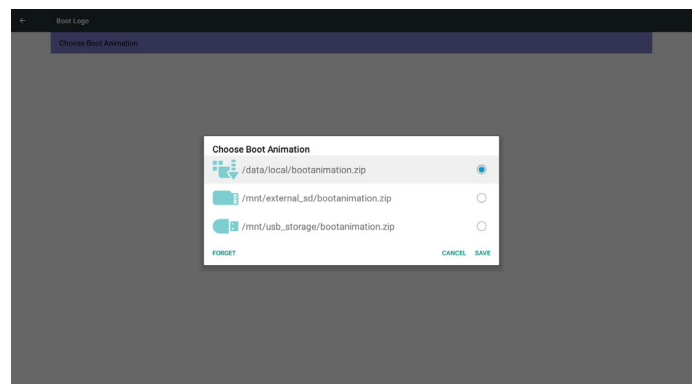 Boot Logo
Choose Boot Animation
Choose Boot Animation
/data/local/bootanimation.zip
/mnt/external_sd/bootanimation.zip
/mnt/usb_storage/bootanimation.zip
FORGET CANCEL SAVE